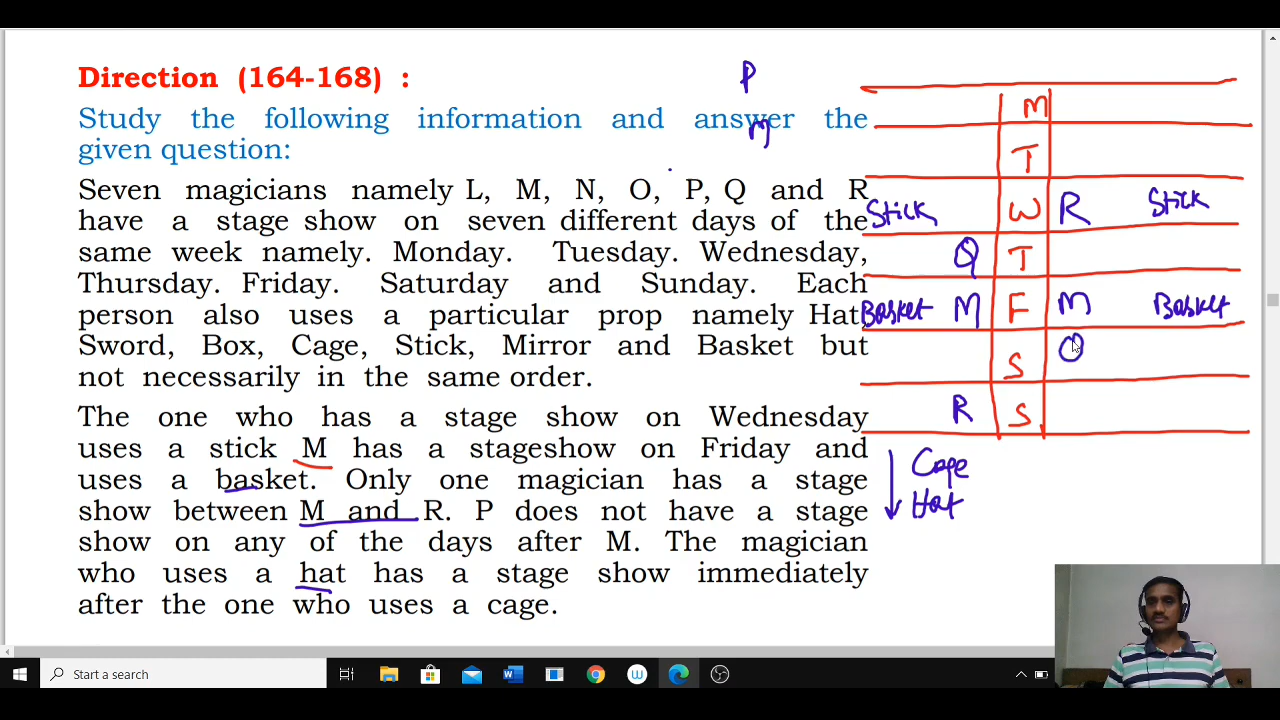 Direction (164-168) :
Study the following information and answer the
given question:
Seven magicians namely L, M, N, O, P, Q and R
have a stage show on seven different days of the
same week namely. Monday. Tuesday. Wednesday,
Thursday. Friday. Saturday and Sunday. Each
person also uses a particular prop namely Hat,
Sword, Box, Cage, Stick, Mirror and Basket but
not necessarily in the same order.
The one who has a stage show on Wednesday
uses a stick M has a stageshow on Friday and
uses a basket. Only one magician has a stage
show between M and R. P does not have a stage
show on any of the days after M. The magician
who uses a hat has a stage show immediately
after the one who uses a cage.
P
M
M
T
Stick W R Stick
Q T
Basket M F M Basket
S O
R S
Cage
Hat
Start a search